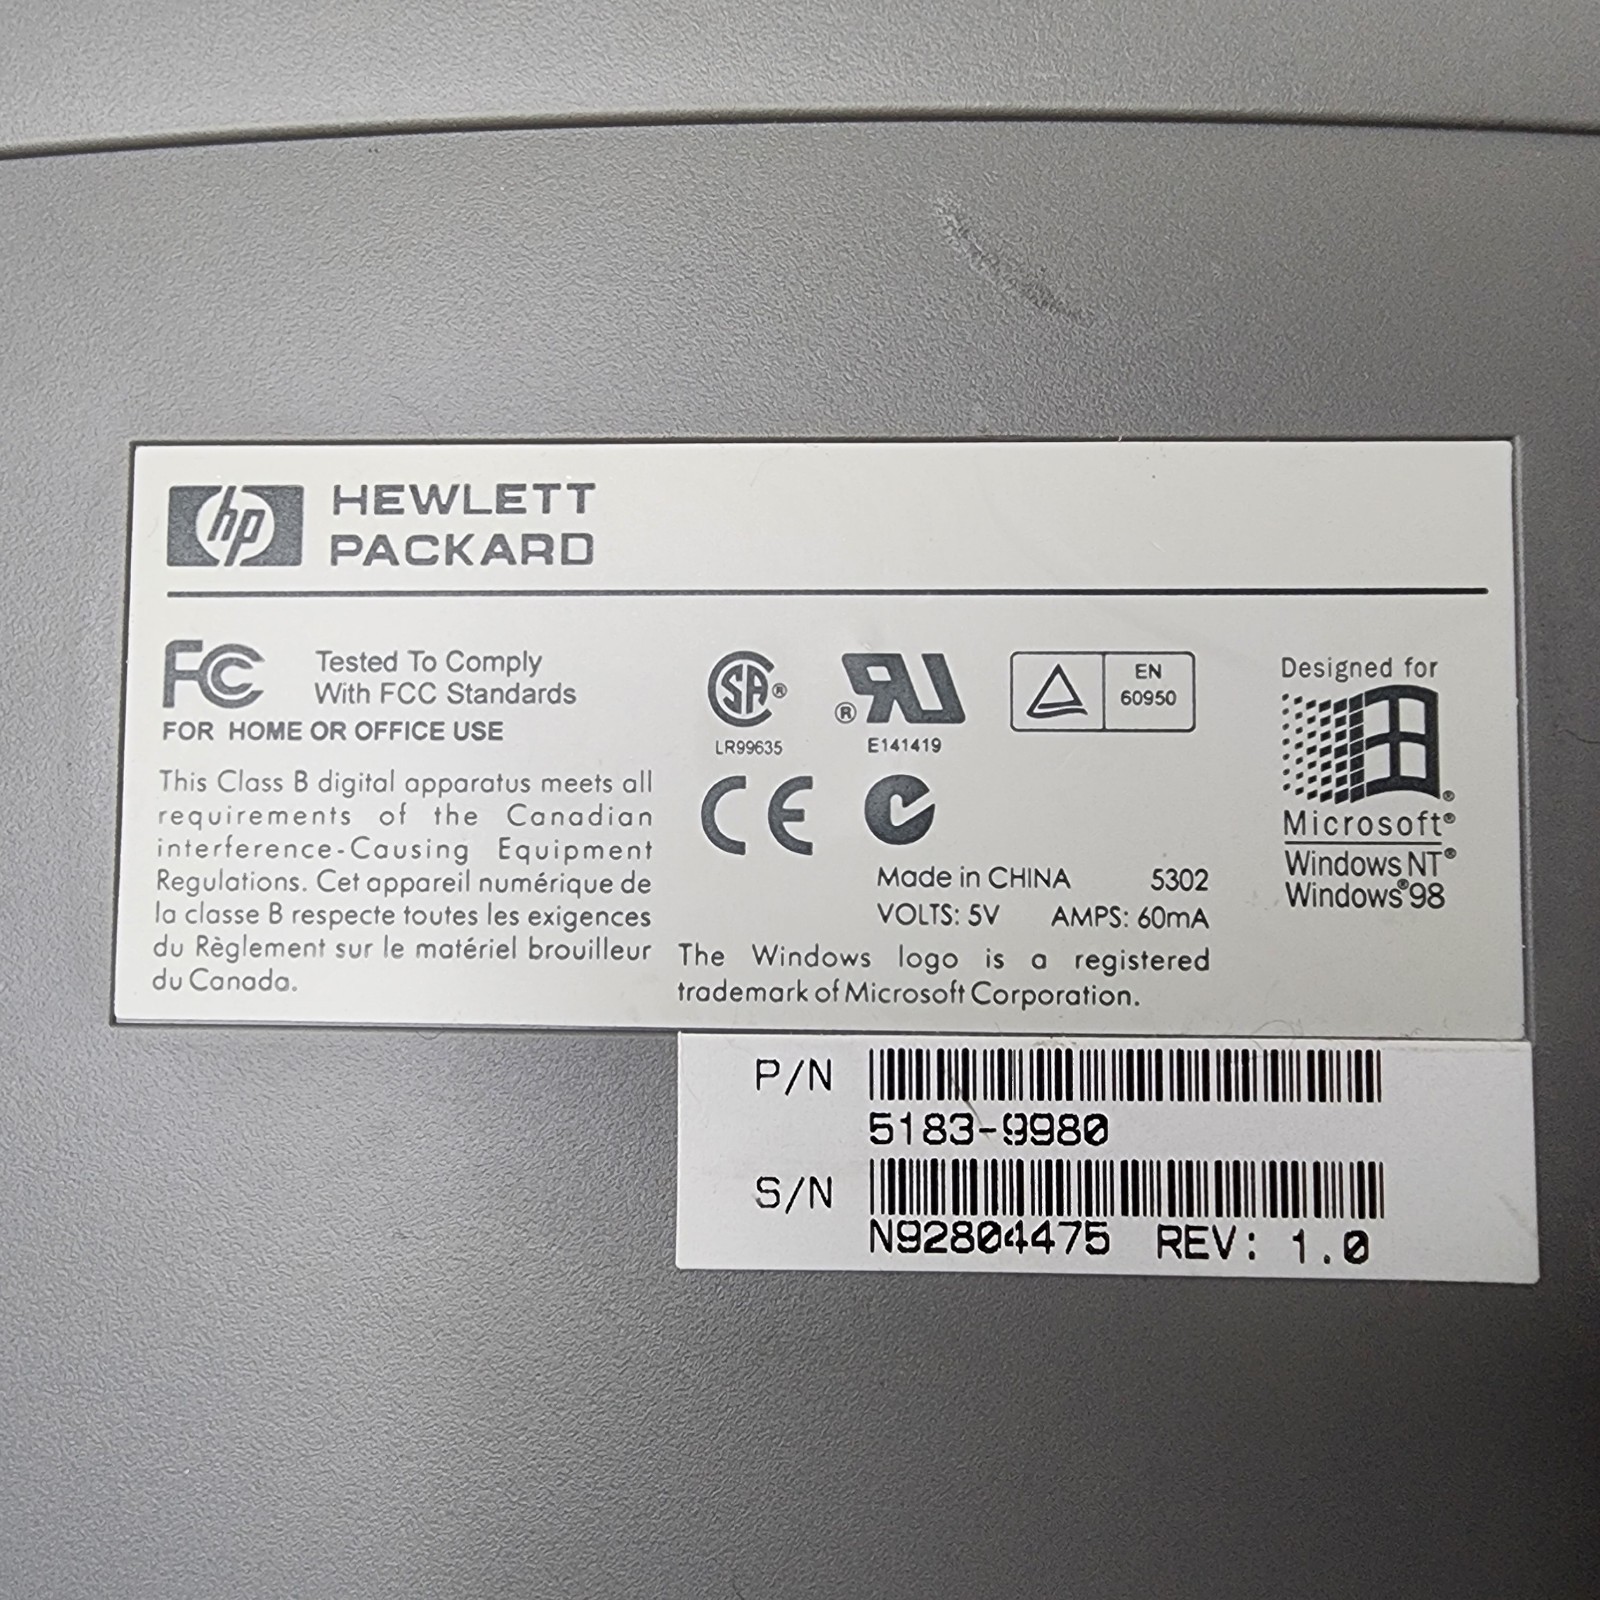 hp HEWLETT
PACKARD
FC Tested To Comply
With FCC Standards
FOR HOME OR OFFICE USE
This Class B digital apparatus meets all
requirements of the Canadian
interference-Causing Equipment
Regulations. Cet appareil numérique de
la classe B respecte toutes les exigences
du Règlement sur le matériel brouilleur
du Canada.
SA®
LR99635
®RU
E141419
EN
60950
CE
Made in CHINA 5302
VOLTS: 5V AMPS: 60mA
The Windows logo is a registered
trademark of Microsoft Corporation.
Designed for
®
Microsoft®
Windows NT®
Windows®98
P/N
5183-9980
S/N
N92804475 REV: 1.0